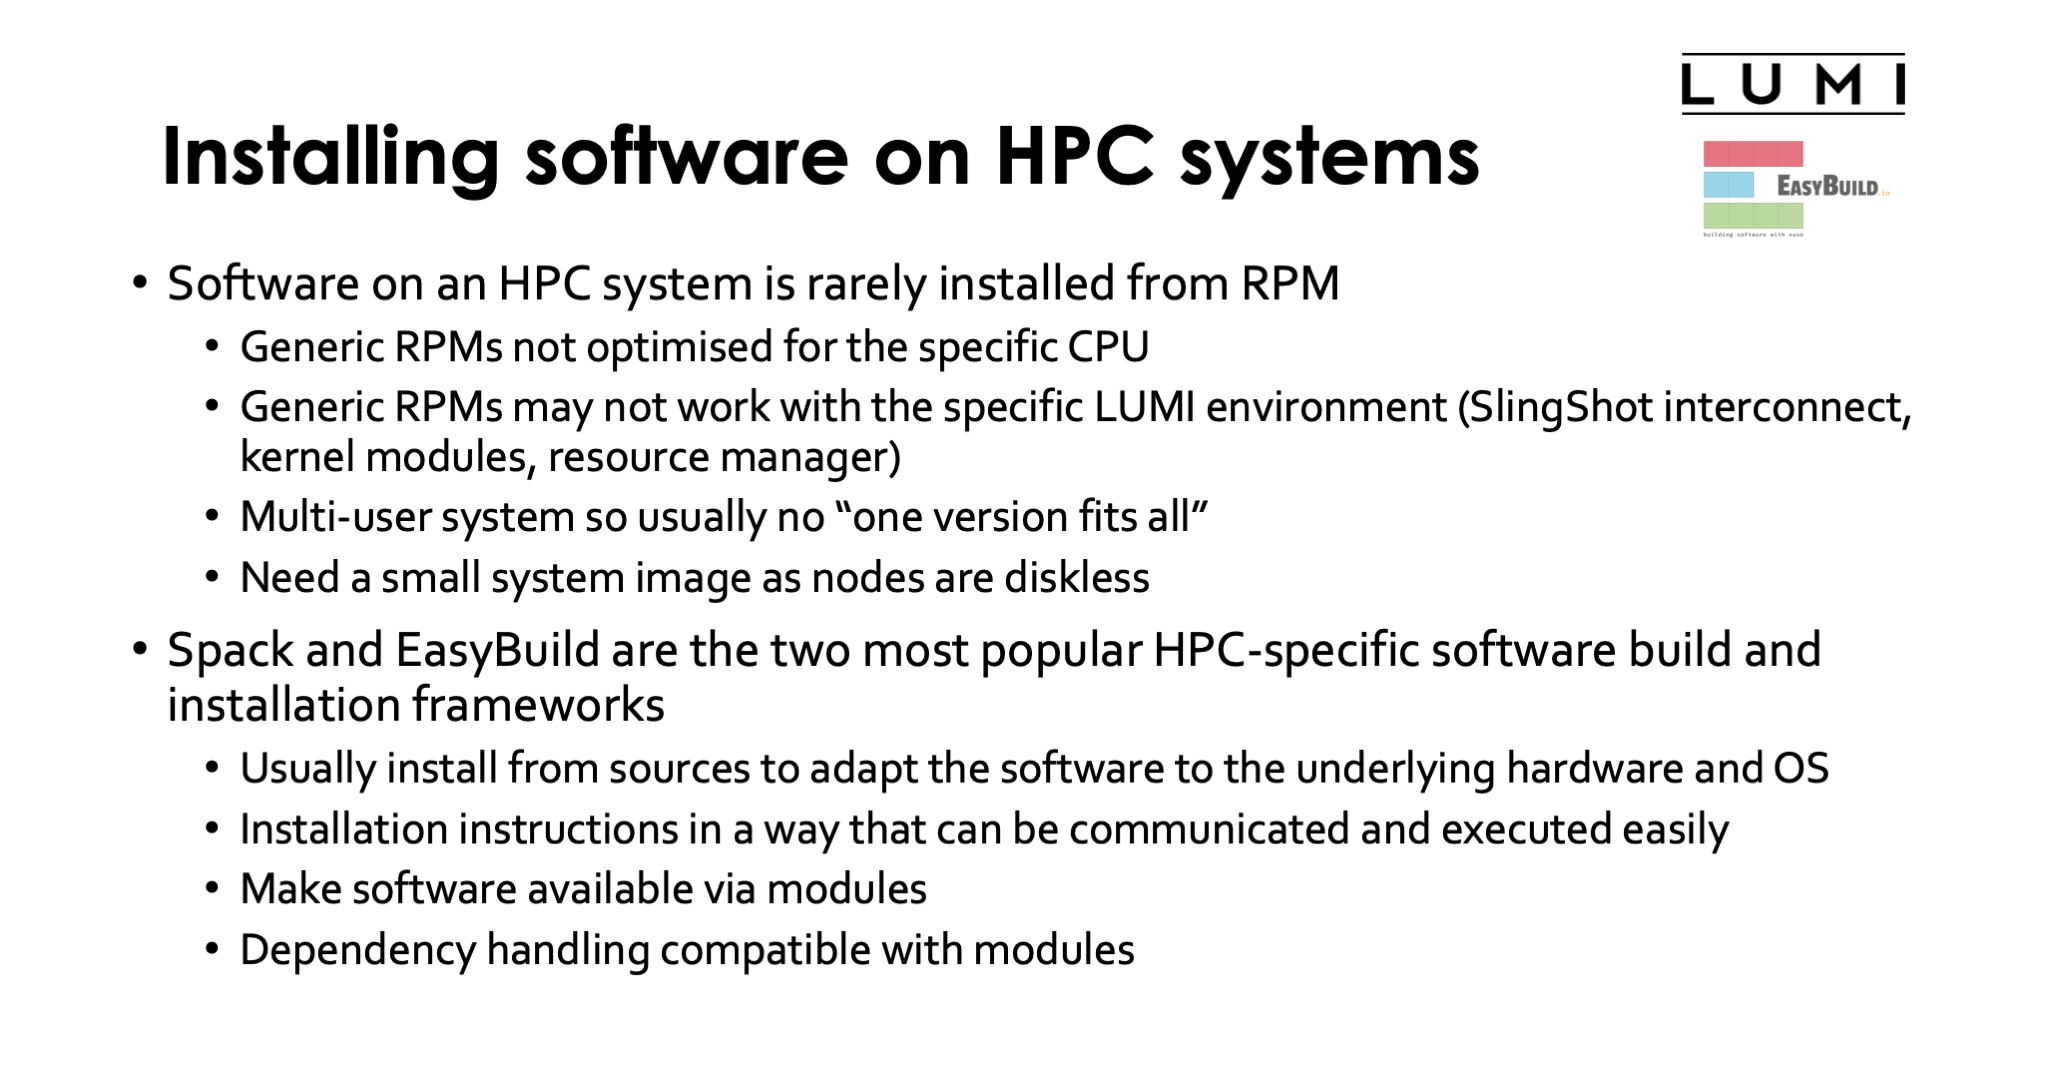 L U M I
Installing software on HPC systems
EASYBUILD.io
building software with ease
• Software on an HPC system is rarely installed from RPM
• Generic RPMs not optimised for the specific CPU
• Generic RPMs may not work with the specific LUMI environment (SlingShot interconnect,
kernel modules, resource manager)
• Multi-user system so usually no “one version fits all”
• Need a small system image as nodes are diskless
• Spack and EasyBuild are the two most popular HPC-specific software build and
installation frameworks
• Usually install from sources to adapt the software to the underlying hardware and OS
• Installation instructions in a way that can be communicated and executed easily
• Make software available via modules
• Dependency handling compatible with modules